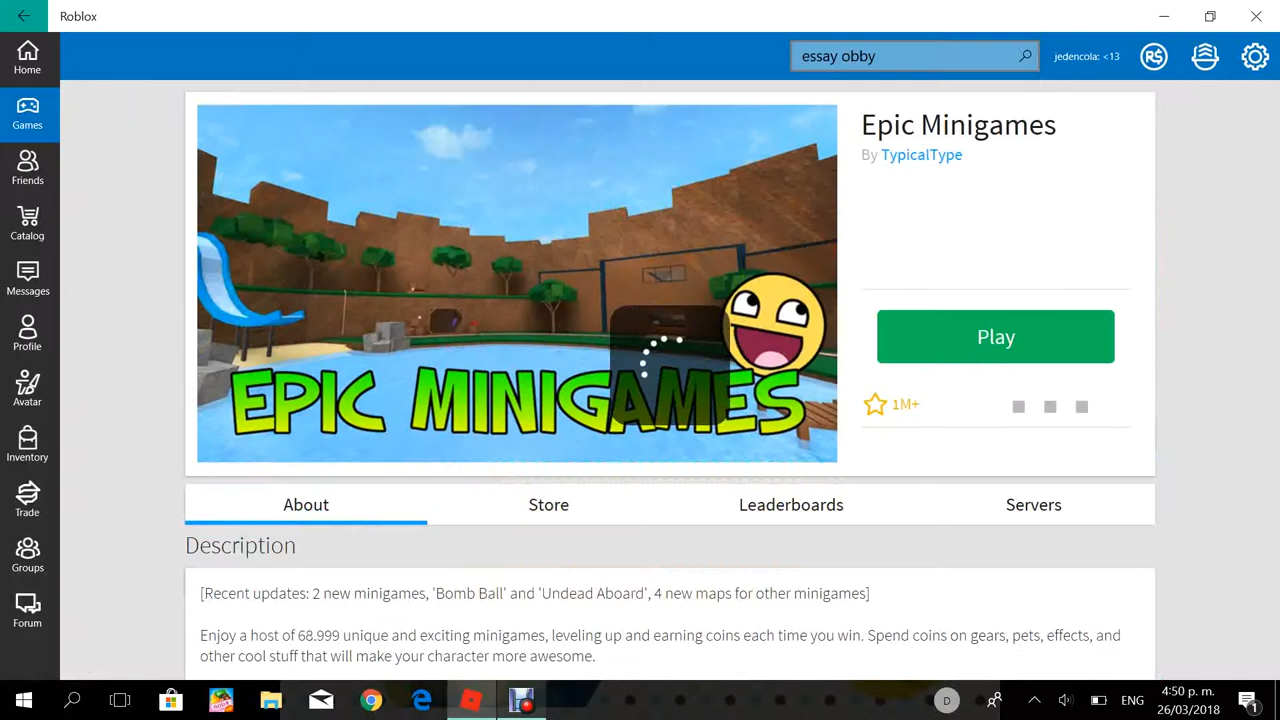 Roblox
essay obby
jedencola: <13
R$
Home
Games
Friends
Catalog
Messages
Profile
Avatar
Inventory
Trade
Groups
Forum
EPIC MINIGAMES
Epic Minigames
By TypicalType
Play
1M+
About
Store
Leaderboards
Servers
Description
[Recent updates: 2 new minigames, 'Bomb Ball' and 'Undead Aboard', 4 new maps for other minigames]
Enjoy a host of 68.999 unique and exciting minigames, leveling up and earning coins each time you win. Spend coins on gears, pets, effects, and
other cool stuff that will make your character more awesome.
D
ENG
4:50 p. m.
26/03/2018
1